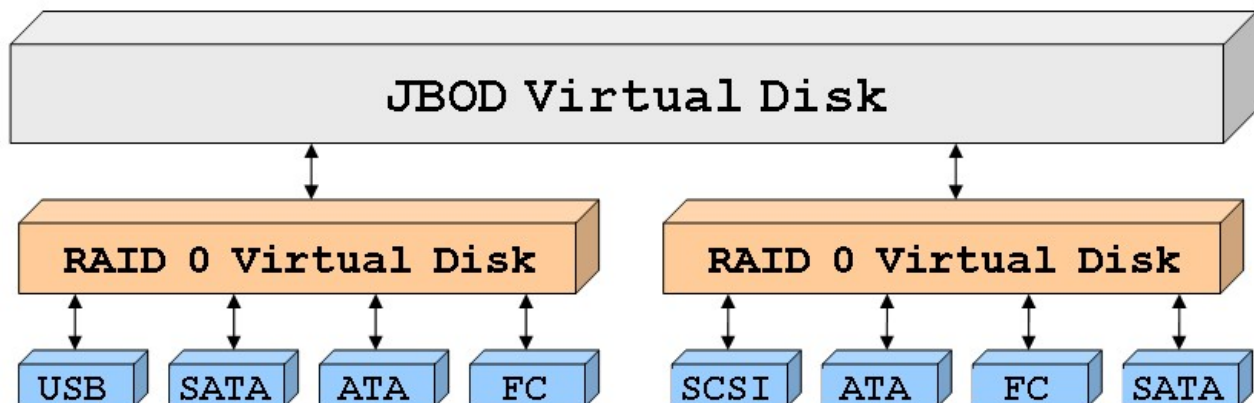 JBOD Virtual Disk
RAID 0 Virtual Disk RAID 0 Virtual Disk
USB SATA ATA FC SCSI ATA FC SATA